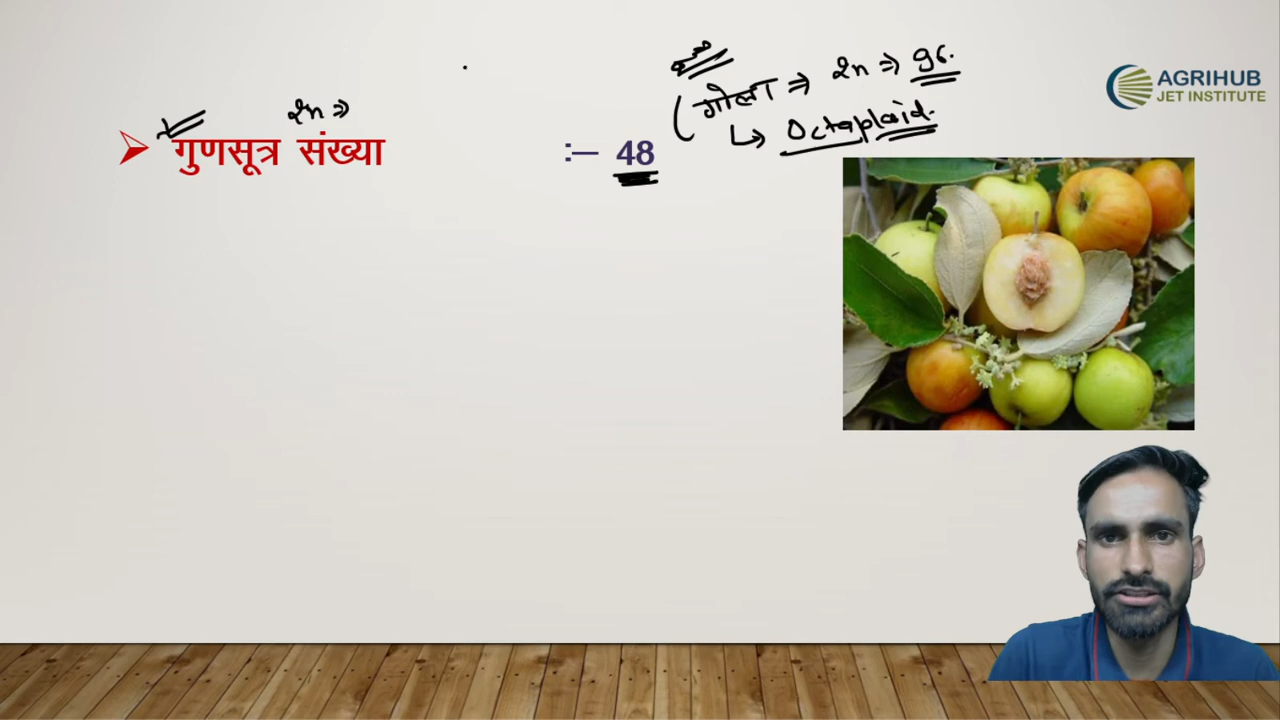 (गोला ⇒ 2n ⇒ 96.
↳ Octaploid.
2n ⇒
➢ गुणसूत्र संख्या :– 48
AGRIHUB
JET INSTITUTE